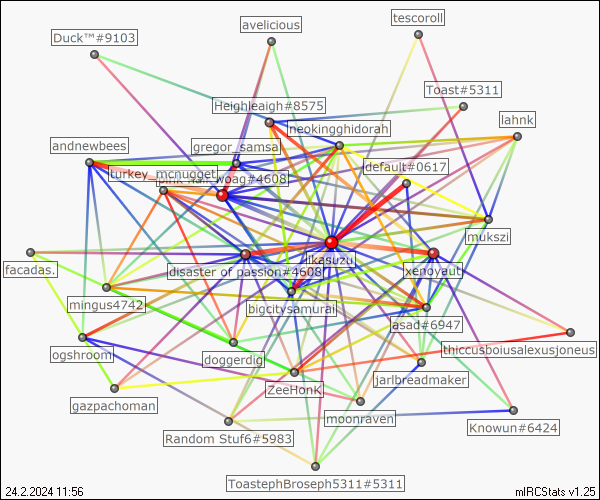 tescoroll
avelicious
Duck™#9103
Toast#5311
Heighleaigh#8575
lahnk
neokinghidorah
andnewbees
gregor_samsa
default#0617
turkey_mcnugget
woag#4608
mukszi
likasuzu
facadas.
disaster of passion#4608
xenoyaut
mingus4742
bigcitysamurai
asad#6947
ogshroom
doggerdig
thiccusboiusalexusjoneus
jarlbreadmaker
ZeeHonK
gazpachoman
moonraven
Random Stuf6#5983
Knowun#6424
ToastephBroseph5311#5311
24.2.2024 11:56
mIRCStats v1.25